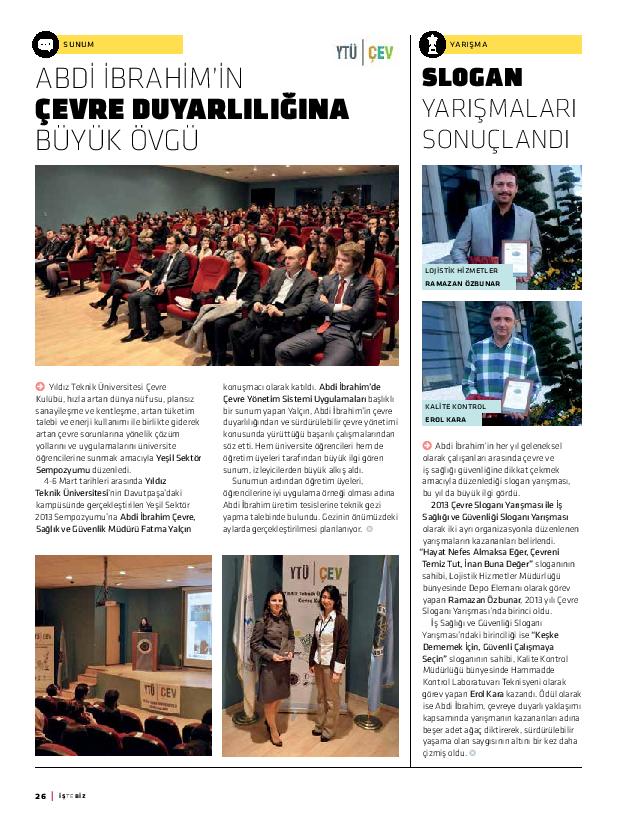 SUNUM
YTÜ | ÇEV
ABDİ İBRAHİM'İN
ÇEVRE DUYARLILIĞINA
BÜYÜK ÖVGÜ
Yıldız Teknik Üniversitesi Çevre
Kulübü, hızla artan dünya nüfusu, plansız
sanayileşme ve kentleşme, artan tüketim
talebi ve enerji kullanımı ile birlikte giderek
artan çevre sorunlarına yönelik çözüm
yollarını ve uygulamalarını üniversite
öğrencilerine sunmak amacıyla Yeşil Sektör
Sempozyumu düzenledi.
4-6 Mart tarihleri arasında Yıldız
Teknik Üniversitesi'nin Davutpaşa'daki
kampüsünde gerçekleştirilen Yeşil Sektör
2013 Sempozyumu'na Abdi İbrahim Çevre,
Sağlık ve Güvenlik Müdürü Fatma Yalçın
konuşmacı olarak katıldı. Abdi İbrahim'de
Çevre Yönetim Sistemi Uygulamaları başlıklı
bir sunum yapan Yalçın, Abdi İbrahim'in çevre
duyarlılığından ve sürdürülebilir çevre yönetimi
konusunda yürüttüğü başarılı çalışmalarından
söz etti. Hem üniversite öğrencileri hem de
öğretim üyeleri tarafından büyük ilgi gören
sunum, izleyicilerden büyük alkış aldı.
Sunumun ardından öğretim üyeleri,
öğrencilerine iyi uygulama örneği olması adına
Abdi İbrahim üretim tesislerine teknik gezi
yapma talebinde bulundu. Gezinin önümüzdeki
aylarda gerçekleştirilmesi planlanıyor.
YTÜ | ÇEV
YTÜ | ÇEV
YARIŞMA
SLOGAN
YARIŞMALARI
SONUÇLANDI
LOJİSTİK HİZMETLER
RAMAZAN ÖZBUNAR
KALİTE KONTROL
EROL KARA
Abdi İbrahim'in her yıl geleneksel
olarak çalışanları arasında çevre ve
iş sağlığı güvenliğine dikkat çekmek
amacıyla düzenlediği slogan yarışması,
bu yıl da büyük ilgi gördü.
2013 Çevre Sloganı Yarışması ile İş
Sağlığı ve Güvenliği Sloganı Yarışması
olarak iki ayrı organizasyonla düzenlenen
yarışmaların kazananları belirlendi.
"Hayat Nefes Almaksa Eğer, Çevreni
Temiz Tut, İnan Buna Değer" sloganının
sahibi, Lojistik Hizmetler Müdürlüğü
bünyesinde Depo Elemanı olarak görev
yapan Ramazan Özbunar, 2013 yılı Çevre
Sloganı Yarışması'nda birinci oldu.
İş Sağlığı ve Güvenliği Sloganı
Yarışması'ndaki birinciliği ise "Keşke
Dememek İçin, Güvenli Çalışmaya
Seçin" sloganının sahibi, Kalite Kontrol
Müdürlüğü bünyesinde Hammadde
Kontrol Laboratuvarı Teknisyeni olarak
görev yapan Erol Kara kazandı. Ödül olarak
ise Abdi İbrahim, çevreye duyarlı yaklaşımı
kapsamında yarışmanın kazananları adına
beşer adet ağaç diktirerek, sürdürülebilir
yaşama olan saygısının altını bir kez daha
çizmiş oldu.
26 | İŞTE BİZ